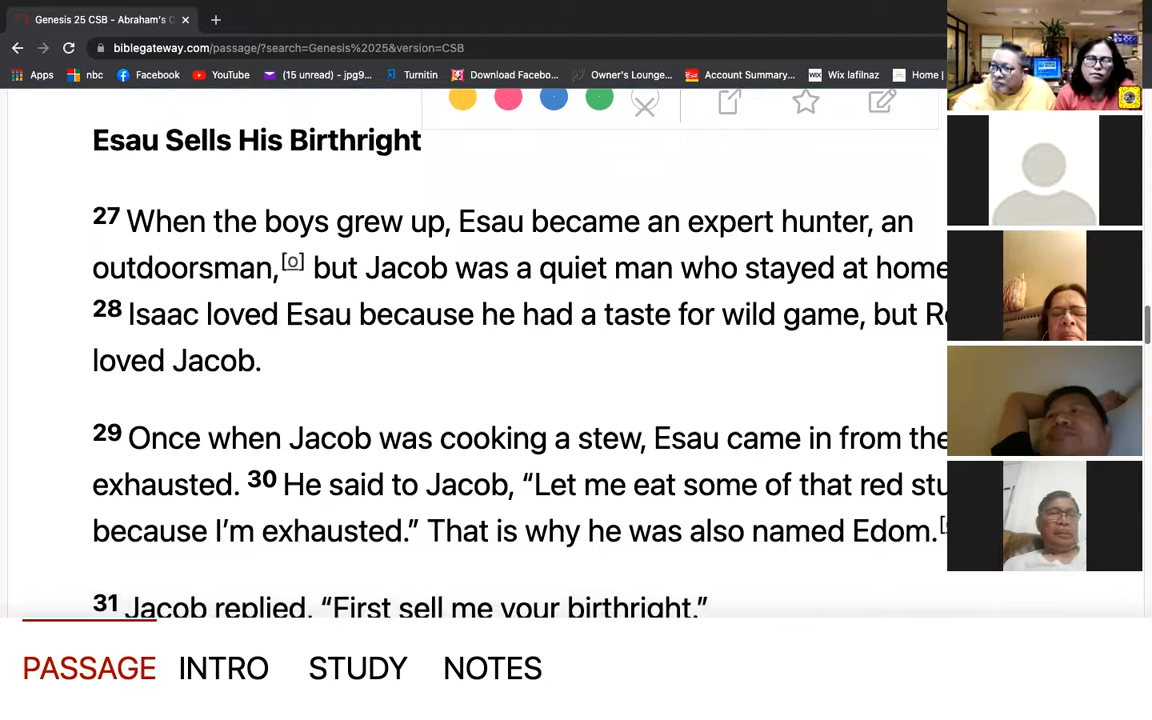 Genesis 25 CSB - Abraham's
biblegateway.com/passage/?search=Genesis%2025&version=CSB
Apps nbc Facebook YouTube (15 unread) - jpg9... Turnitin Download Facebo... Owner's Lounge... Account Summary... Wix lafilnaz Home |
Esau Sells His Birthright
27 When the boys grew up, Esau became an expert hunter, an
outdoorsman,[o] but Jacob was a quiet man who stayed at home
28 Isaac loved Esau because he had a taste for wild game, but
loved Jacob.
29 Once when Jacob was cooking a stew, Esau came in from the
exhausted. 30 He said to Jacob, “Let me eat some of that red stu
because I’m exhausted.” That is why he was also named Edom.
31 Jacob replied, “First sell me your birthright.”
PASSAGE INTRO STUDY NOTES